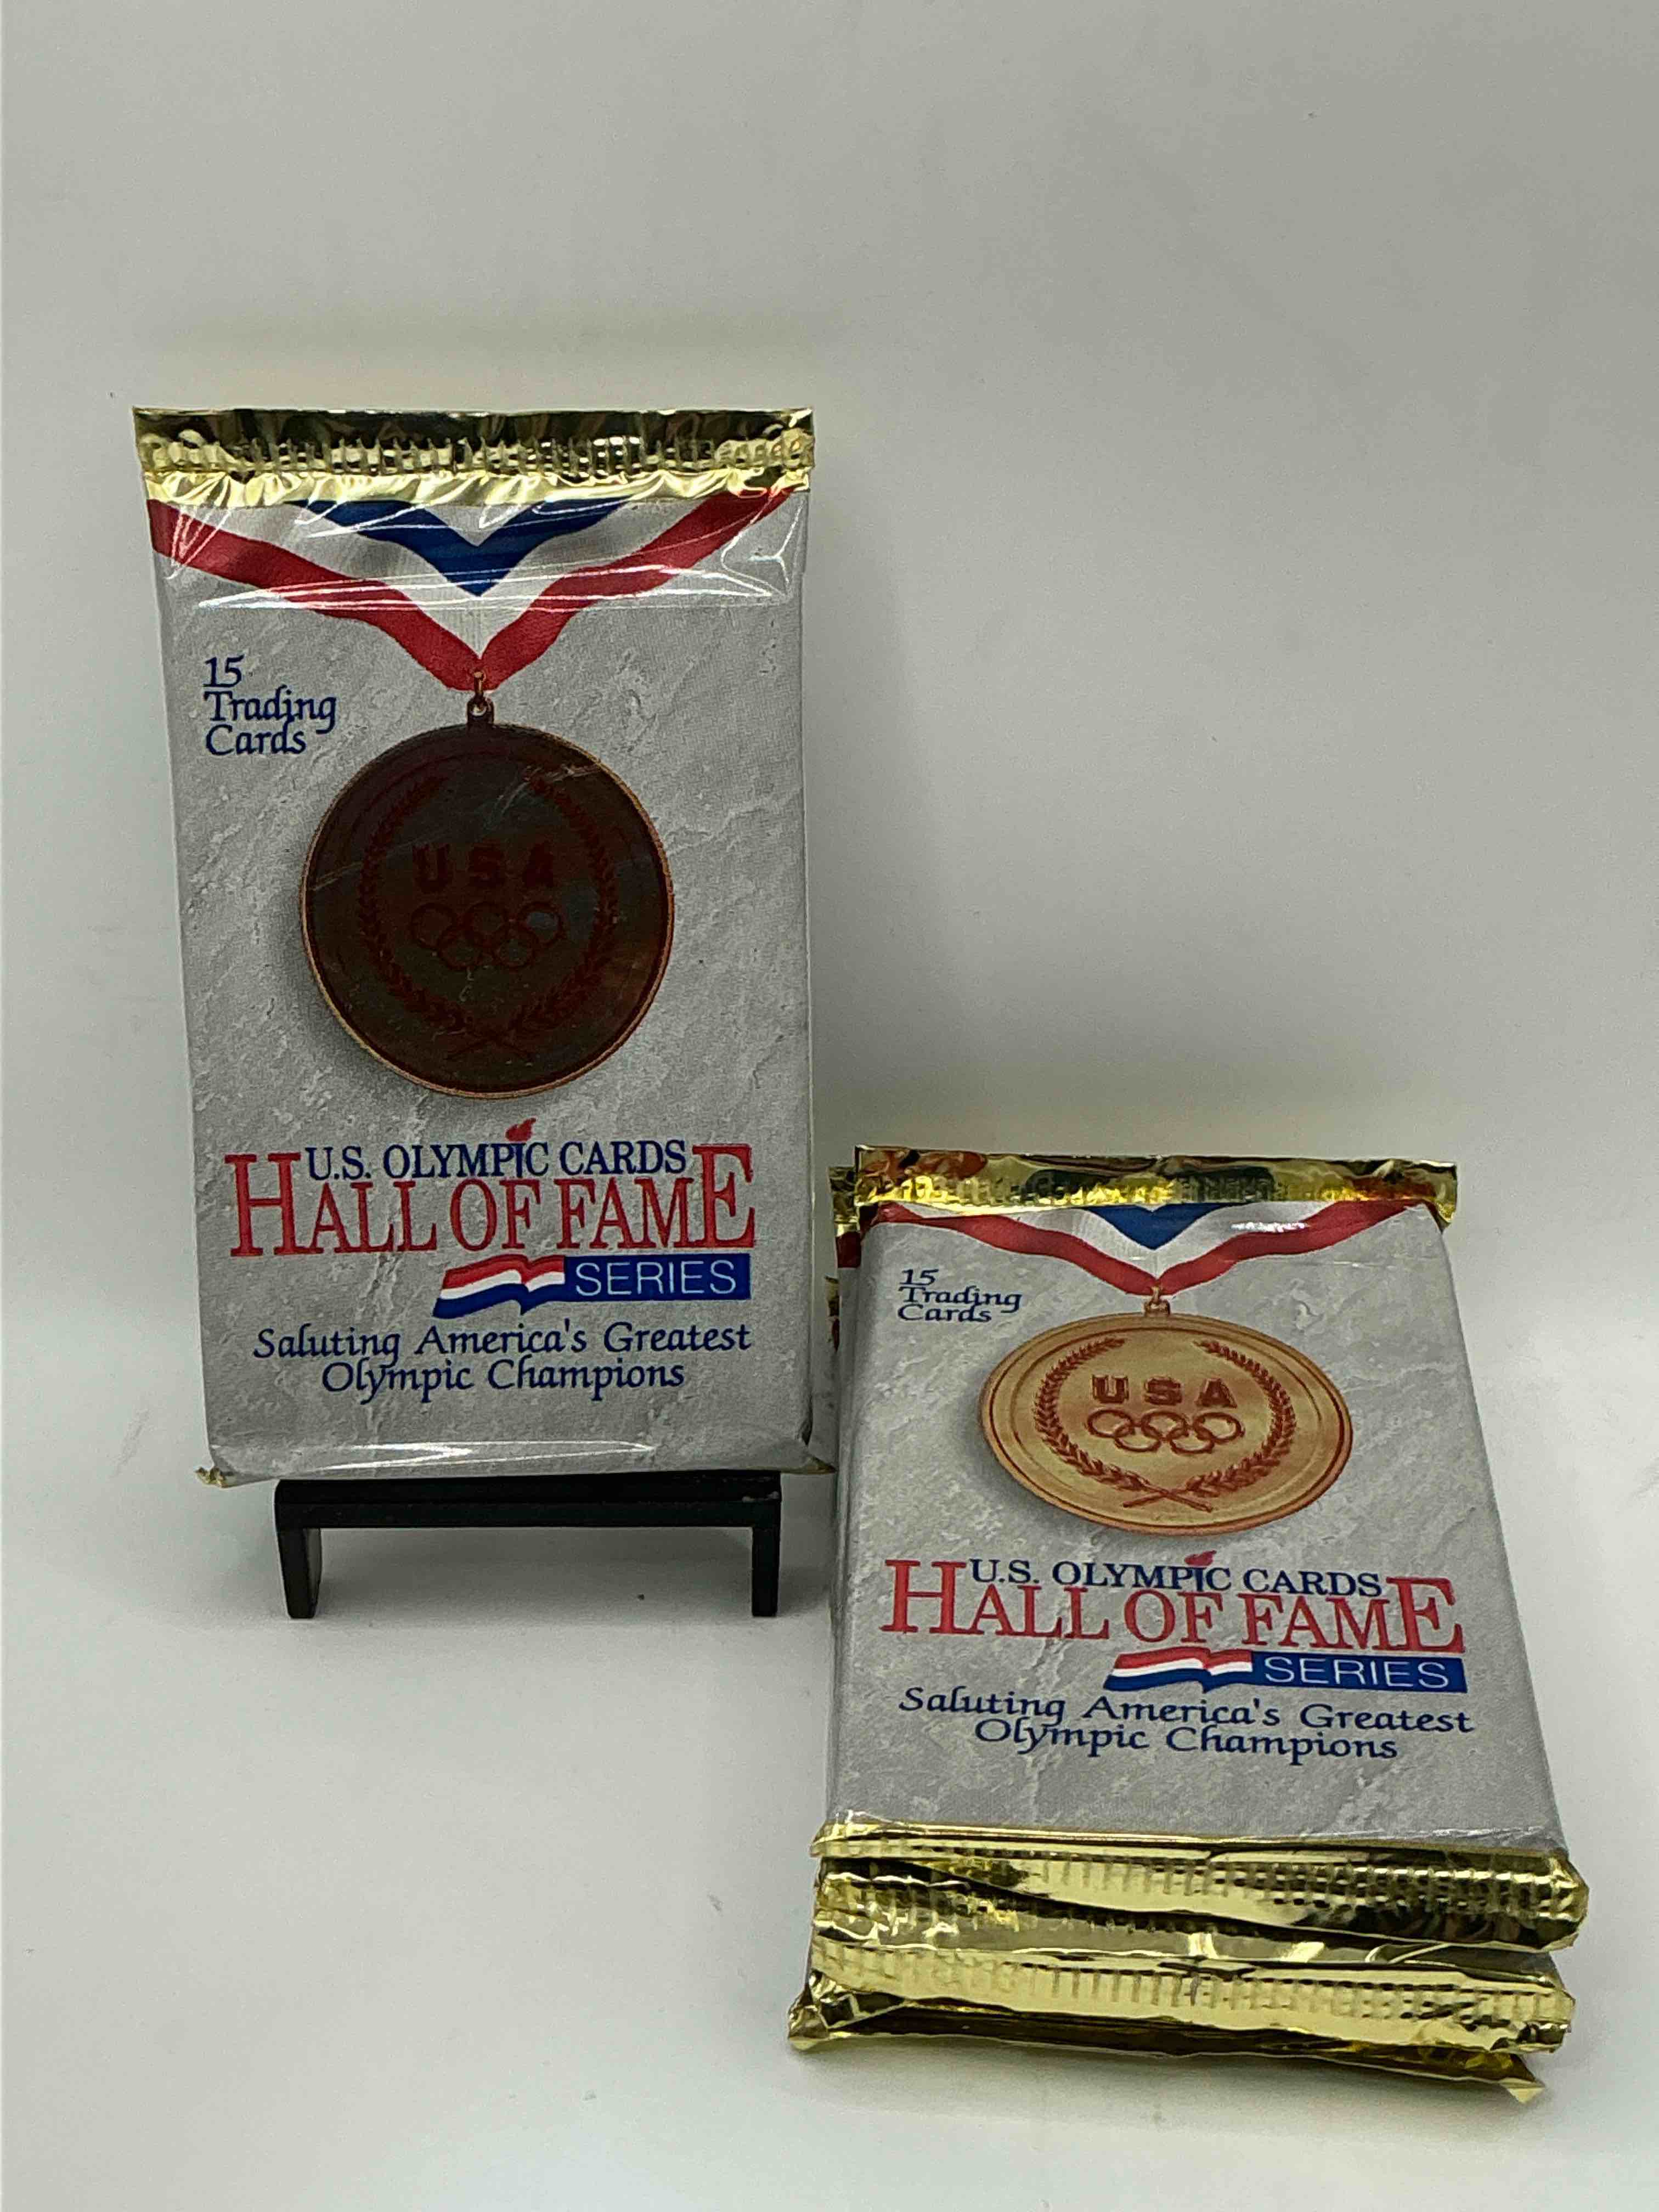 15
Trading
Cards
USA
U.S. OLYMPIC CARDS
HALL OF FAME
SERIES
Saluting America's Greatest
Olympic Champions
15
Trading
Cards
USA
U.S. OLYMPIC CARDS
HALL OF FAME
SERIES
Saluting America's Greatest
Olympic Champions